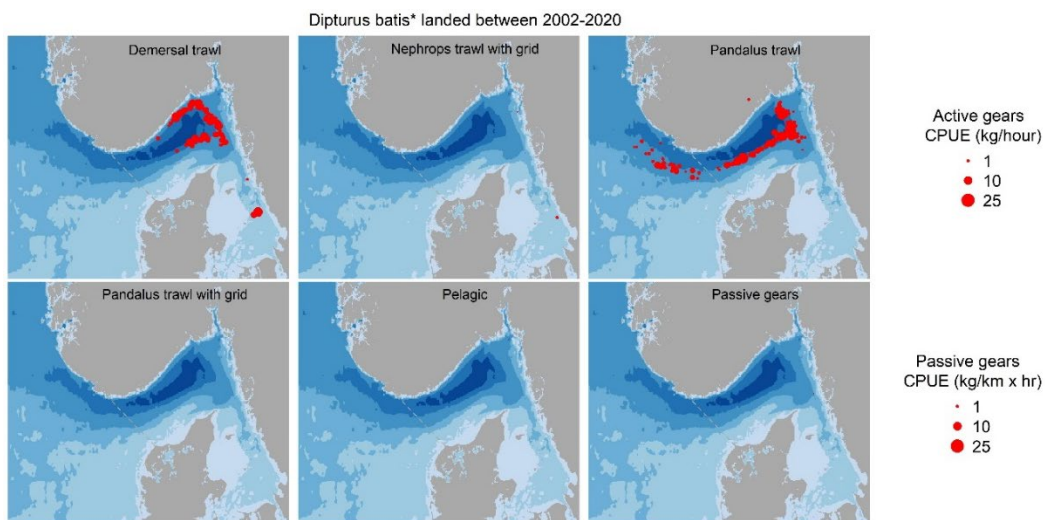 Dipturus batis* landed between 2002-2020
Demersal trawl
Nephrops trawl with grid
Pandalus trawl
Active gears
CPUE (kg/hour)
1
10
25
Pandalus trawl with grid
Pelagic
Passive gears
Passive gears
CPUE (kg/km x hr)
1
10
25